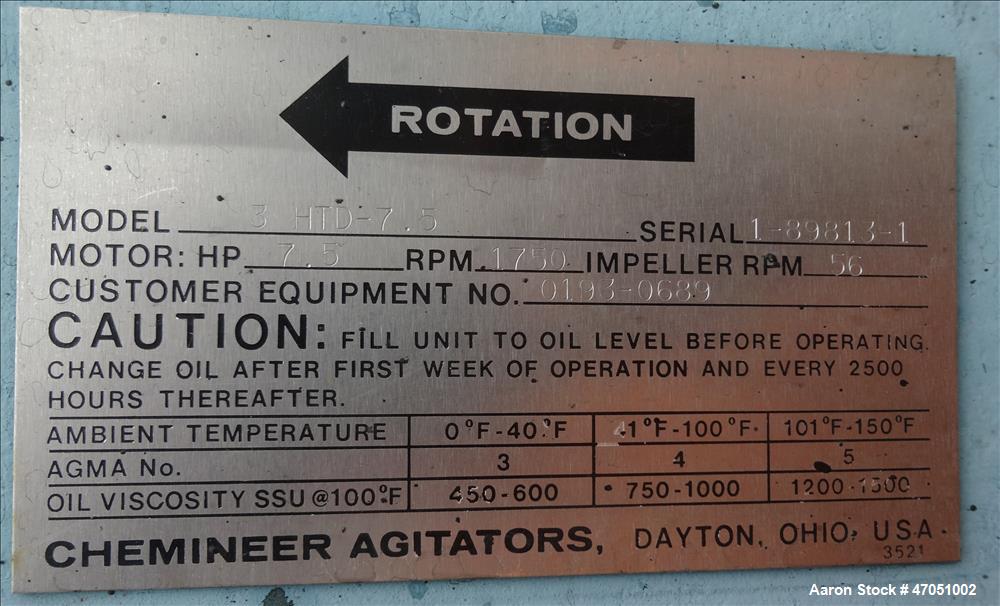 ROTATION
MODEL 3 HTD-7.5 SERIAL 1-89813-1
MOTOR: HP 7.5 RPM 1750 IMPELLER RPM 56
CUSTOMER EQUIPMENT NO. 0193-0689
CAUTION: FILL UNIT TO OIL LEVEL BEFORE OPERATING.
CHANGE OIL AFTER FIRST WEEK OF OPERATION AND EVERY 2500
HOURS THEREAFTER.
AMBIENT TEMPERATURE 0°F-40°F 41°F-100°F 101°F-150°F
AGMA No. 3 4 5
OIL VISCOSITY SSU @100°F 450-600 750-1000 1200-1500
CHEMINEER AGITATORS, DAYTON, OHIO, USA
3521
Aaron Stock # 47051002